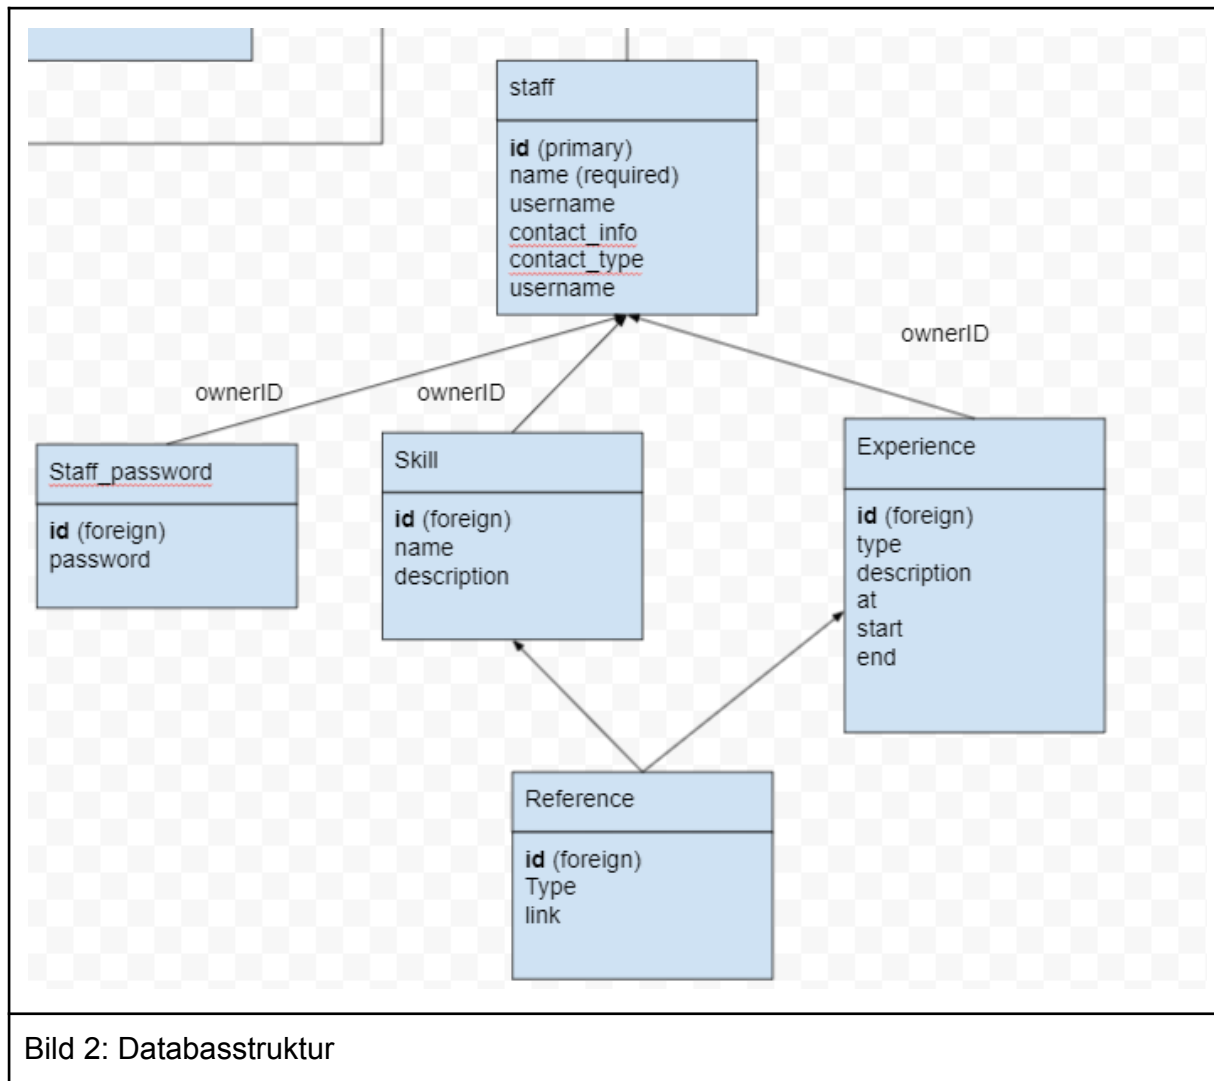 staff
id (primary)
name (required)
username
contact_info
contact_type
username
ownerID
ownerID
ownerID
Staff_password
id (foreign)
password
Skill
id (foreign)
name
description
Experience
id (foreign)
type
description
at
start
end
Reference
id (foreign)
Type
link
Bild 2: Databasstruktur